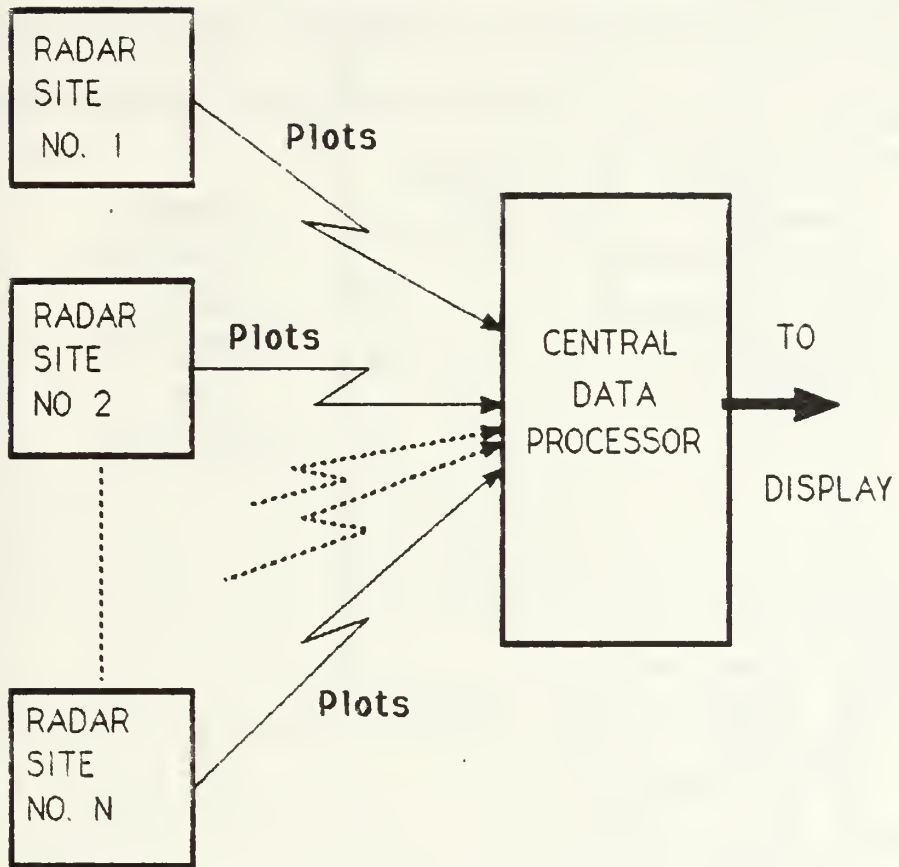 RADAR
SITE
NO. 1
Plots
RADAR
SITE
NO 2
Plots
RADAR
SITE
NO. N
Plots
CENTRAL
DATA
PROCESSOR
TO
DISPLAY